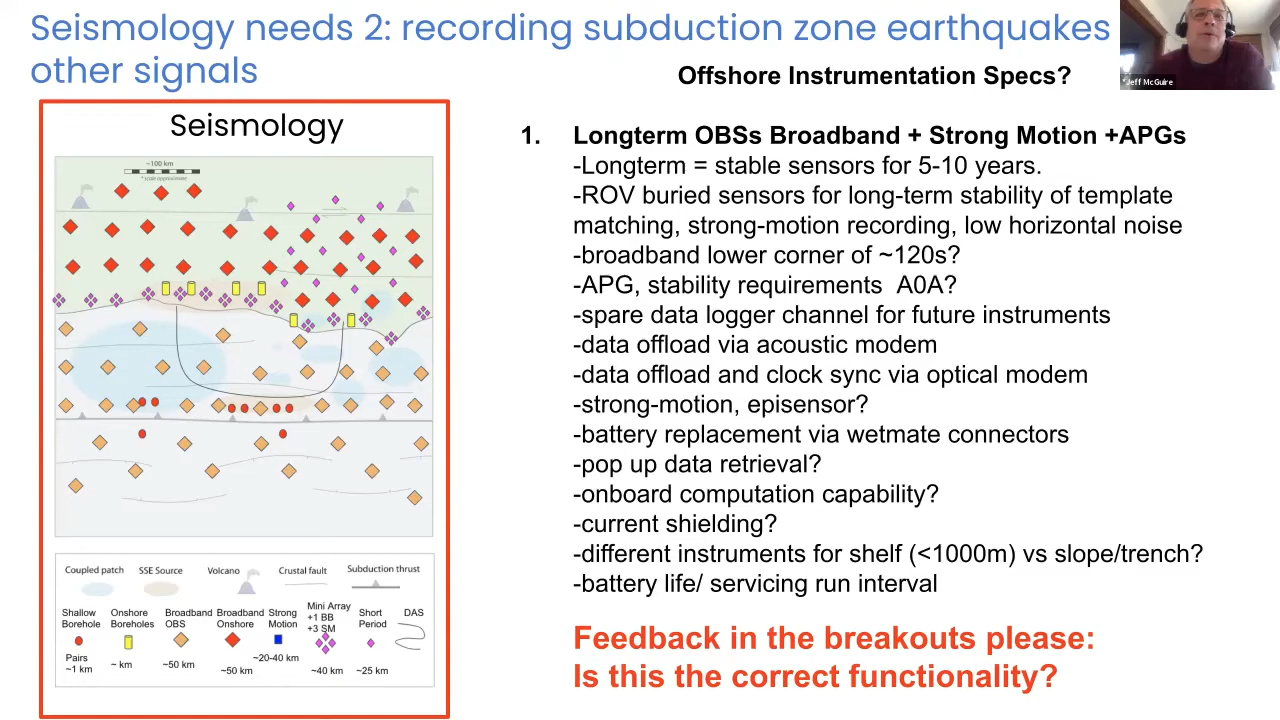 Seismology needs 2: recording subduction zone earthquakes
other signals
Jeff McGuire
Offshore Instrumentation Specs?
Seismology
~100 km
* scale approximate
1. Longterm OBSs Broadband + Strong Motion +APGs
-Longterm = stable sensors for 5-10 years.
-ROV buried sensors for long-term stability of template
matching, strong-motion recording, low horizontal noise
-broadband lower corner of ~120s?
-APG, stability requirements A0A?
-spare data logger channel for future instruments
-data offload via acoustic modem
-data offload and clock sync via optical modem
-strong-motion, episensor?
-battery replacement via wetmate connectors
-pop up data retrieval?
-onboard computation capability?
-current shielding?
-different instruments for shelf (<1000m) vs slope/trench?
-battery life/ servicing run interval
Feedback in the breakouts please:
Is this the correct functionality?
Coupled patch SSE Source Volcano Crustal fault Subduction thrust
Shallow Borehole
Pairs ~1 km
Onshore Boreholes
~ km
Broadband OBS
~50 km
Broadband Onshore
~50 km
Strong Motion
~20-40 km
Mini Array
+1 BB
+3 SM
~40 km
Short Period
~25 km
DAS